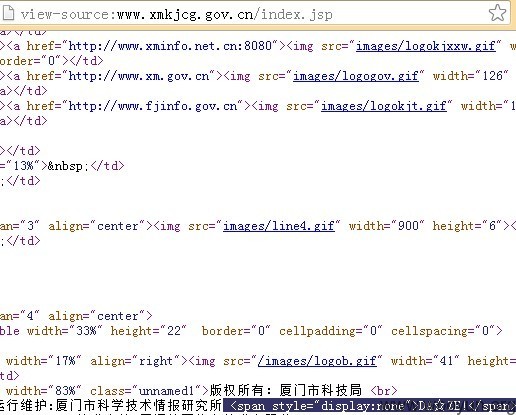 view-source:www.xmkjcg.gov.cn/index.jsp
><a href="http://www.xminfo.net.cn:8080"><img src="images/logokjxxw.gif" w
order="0"></td>
a></td>
><a href="http://www.xm.gov.cn"><img src="images/logogov.gif" width="126"
a></td>
><a href="http://www.fjinfo.gov.cn"><img src="images/logokjt.gif" width="1
a></td>
></td>
="13%">&nbsp;</td>
;</td>
an="3" align="center"><img src="images/line4.gif" width="900" height="6"><
</td>
an="4" align="center">
ble width="33%" height="22"  border="0" cellpadding="0" cellspacing="0">
width="17%" align="right"><img src="/images/logob.gif" width="41" height=
width="83%" class="unnamed1">版权所有: 厦门市科技局 <br>
运行维护:厦门市科学技术情报研究所 <span style="display:none">